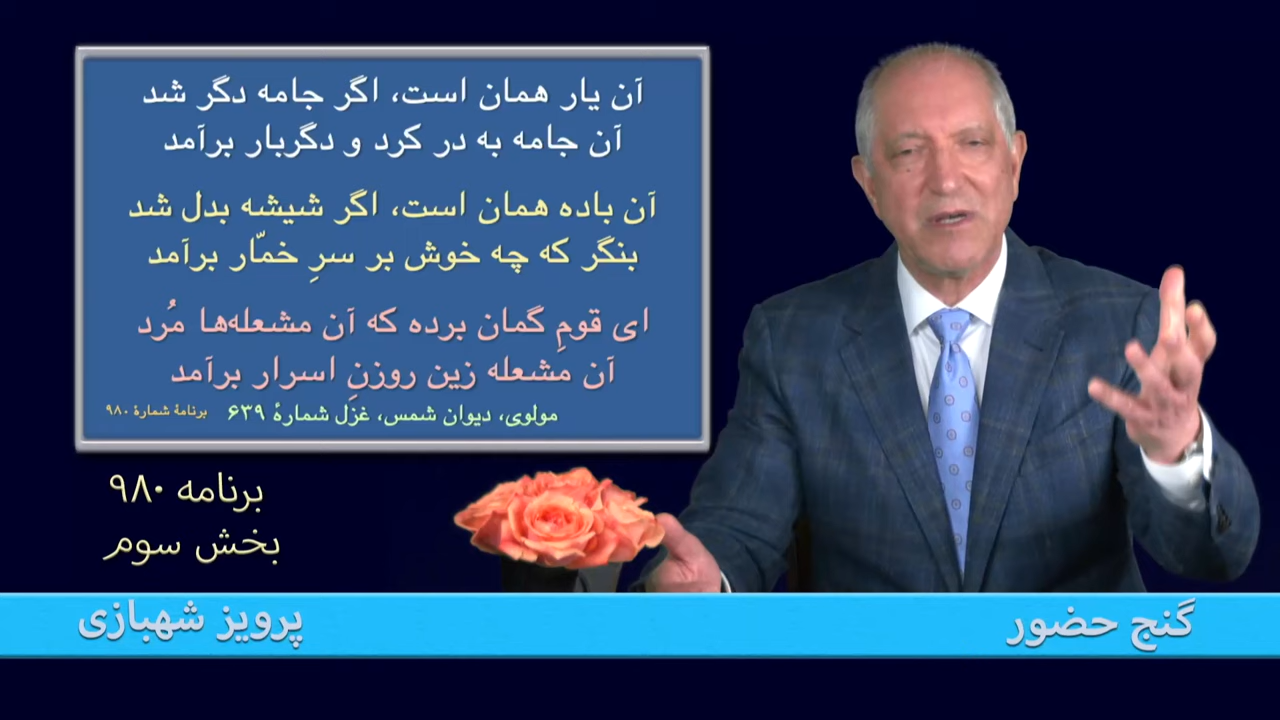 آن یار همان است، اگر جامه دگر شد
آن جامه به در کرد و دگربار برآمد
آن باده همان است، اگر شیشه بدل شد
بنگر که چه خوش بر سرِ خمّار برآمد
ای قومِ گمان برده که آن مشعله‌ها مُرد
آن مشعله زین روزنِ اسرار برآمد
مولوی، دیوان شمس، غزل شمارهٔ ۶۳۹ برنامهٔ شمارهٔ ۹۸۰
برنامه ۹۸۰
بخش سوم
گنج حضور
پرویز شهبازی